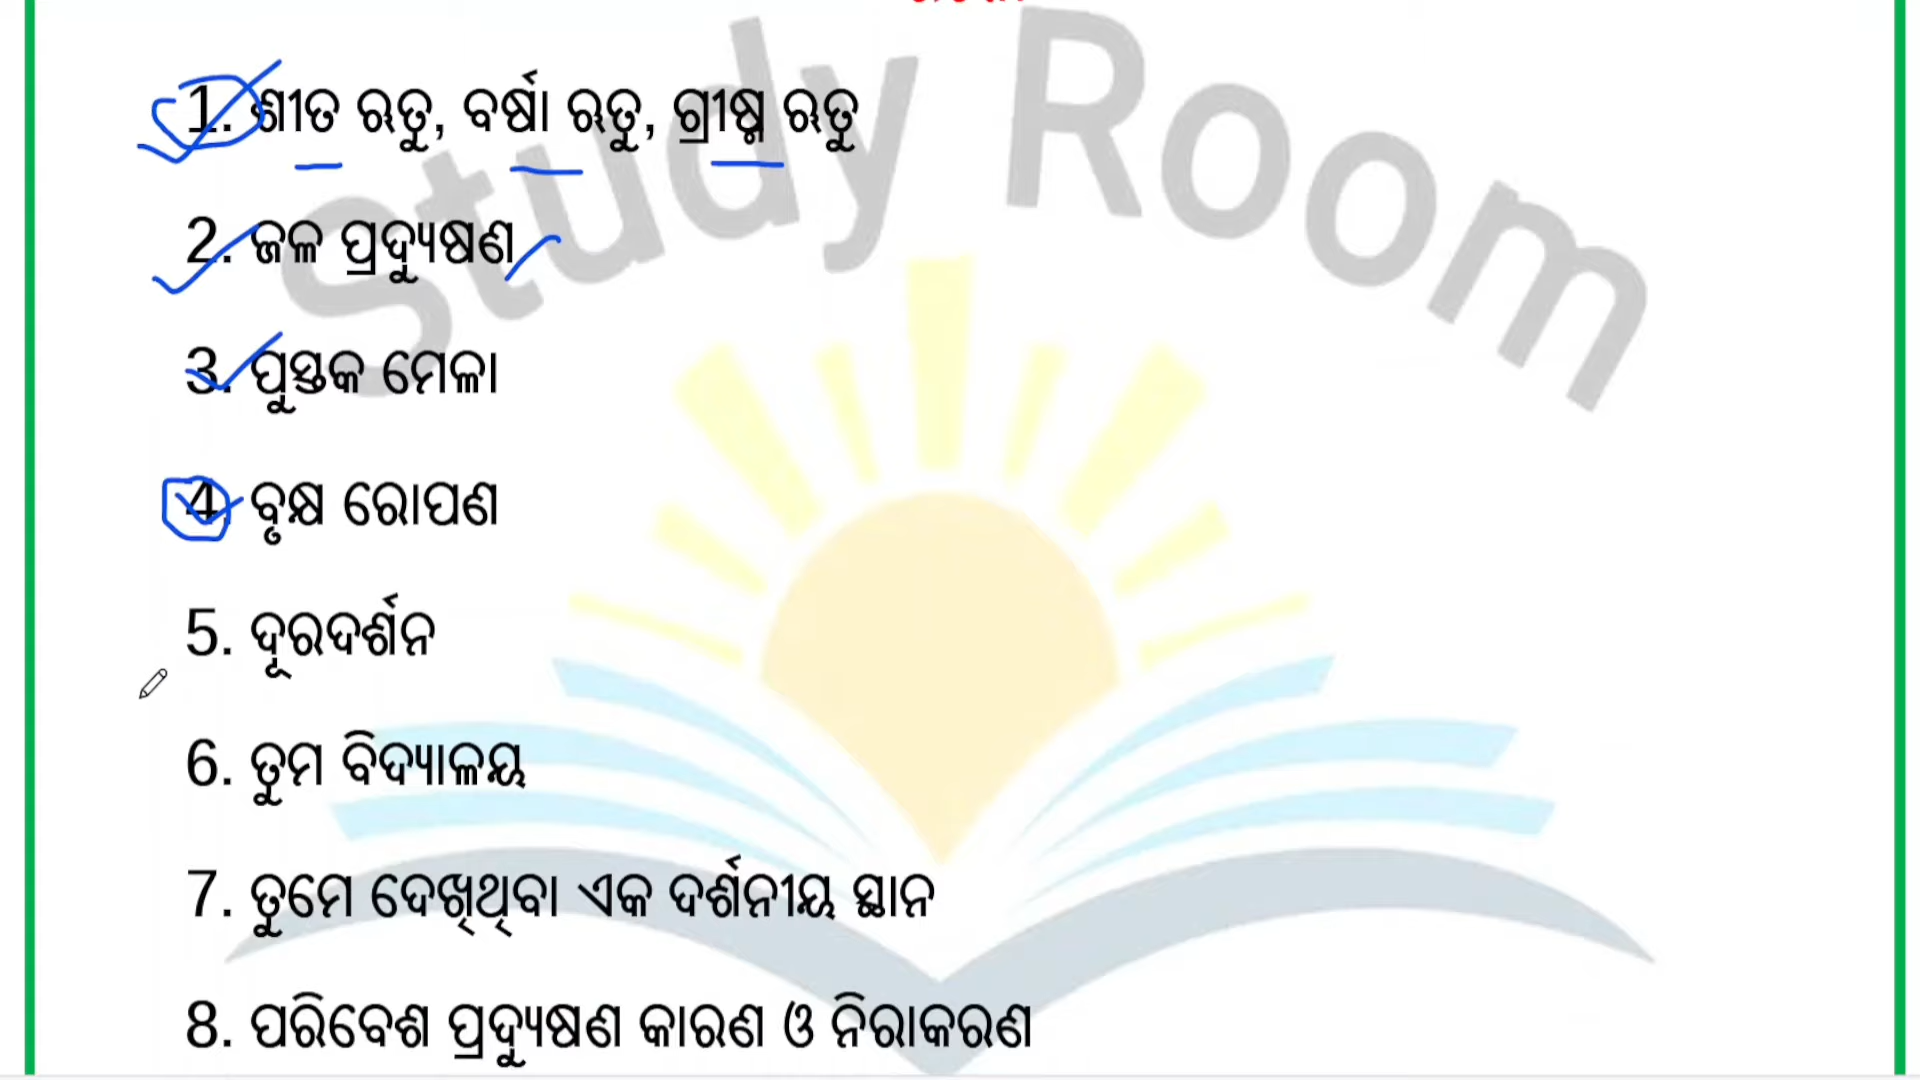 1. ଶୀତ ଋତୁ, ବର୍ଷା ଋତୁ, ଗ୍ରୀଷ୍ମ ଋତୁ
2. ଜଳ ପ୍ରଦ୍ୟୁଷଣ
3. ପୁସ୍ତକ ମେଳା
4. ବୃକ୍ଷ ରୋପଣ
5. ଦୂରଦର୍ଶନ
6. ତୁମ ବିଦ୍ୟାଳୟ
7. ତୁମେ ଦେଖିଥିବା ଏକ ଦର୍ଶନୀୟ ସ୍ଥାନ
8. ପରିବେଶ ପ୍ରଦ୍ୟୁଷଣ କାରଣ ଓ ନିରାକରଣ
Study Room